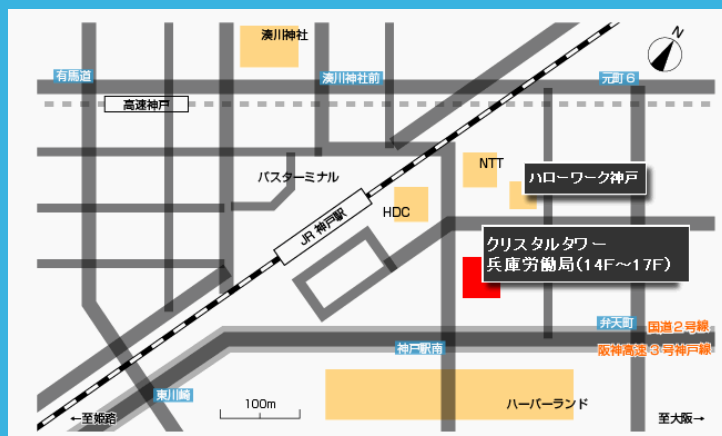 湊川神社
N
有馬道
湊川神社前
元町6
高速神戸
バスターミナル
NTT
ハローワーク神戸
JR 神戸駅
HDC
クリスタルタワー
兵庫労働局(14F～17F)
弁天町
国道2号線
神戸駅南
阪神高速3号神戸線
東川崎
100m
ハーバーランド
←至姫路
至大阪→